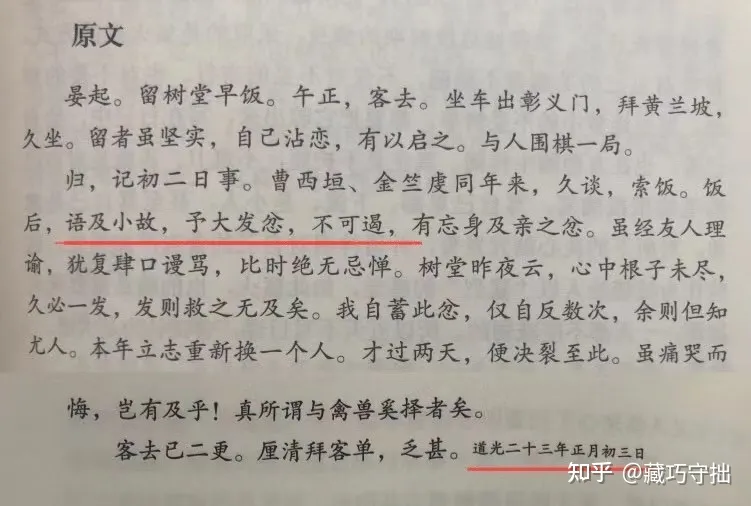 原文
晏起。留树堂早饭。午正，客去。坐车出彰义门，拜黄兰坡，
久坐。留者虽坚实，自己沾恋，有以启之。与人围棋一局。
归，记初二日事。曹西垣、金竺虔同年来，久谈，索饭。饭
后，语及小故，予大发忿，不可遏，有忘身及亲之忿。虽经友人理
谕，犹复肆口谩骂，比时绝无忌惮。树堂昨夜云，心中根子未尽，
久必一发，发则救之无及矣。我自蓄此忿，仅自反数次，余则但知
尤人。本年立志重新换一个人。才过两天，便决裂至此。虽痛哭而
悔，岂有及乎！真所谓与禽兽奚择者矣。
客去已二更。厘清拜客单，乏甚。道光二十三年正月初三日
知乎 @藏巧守拙